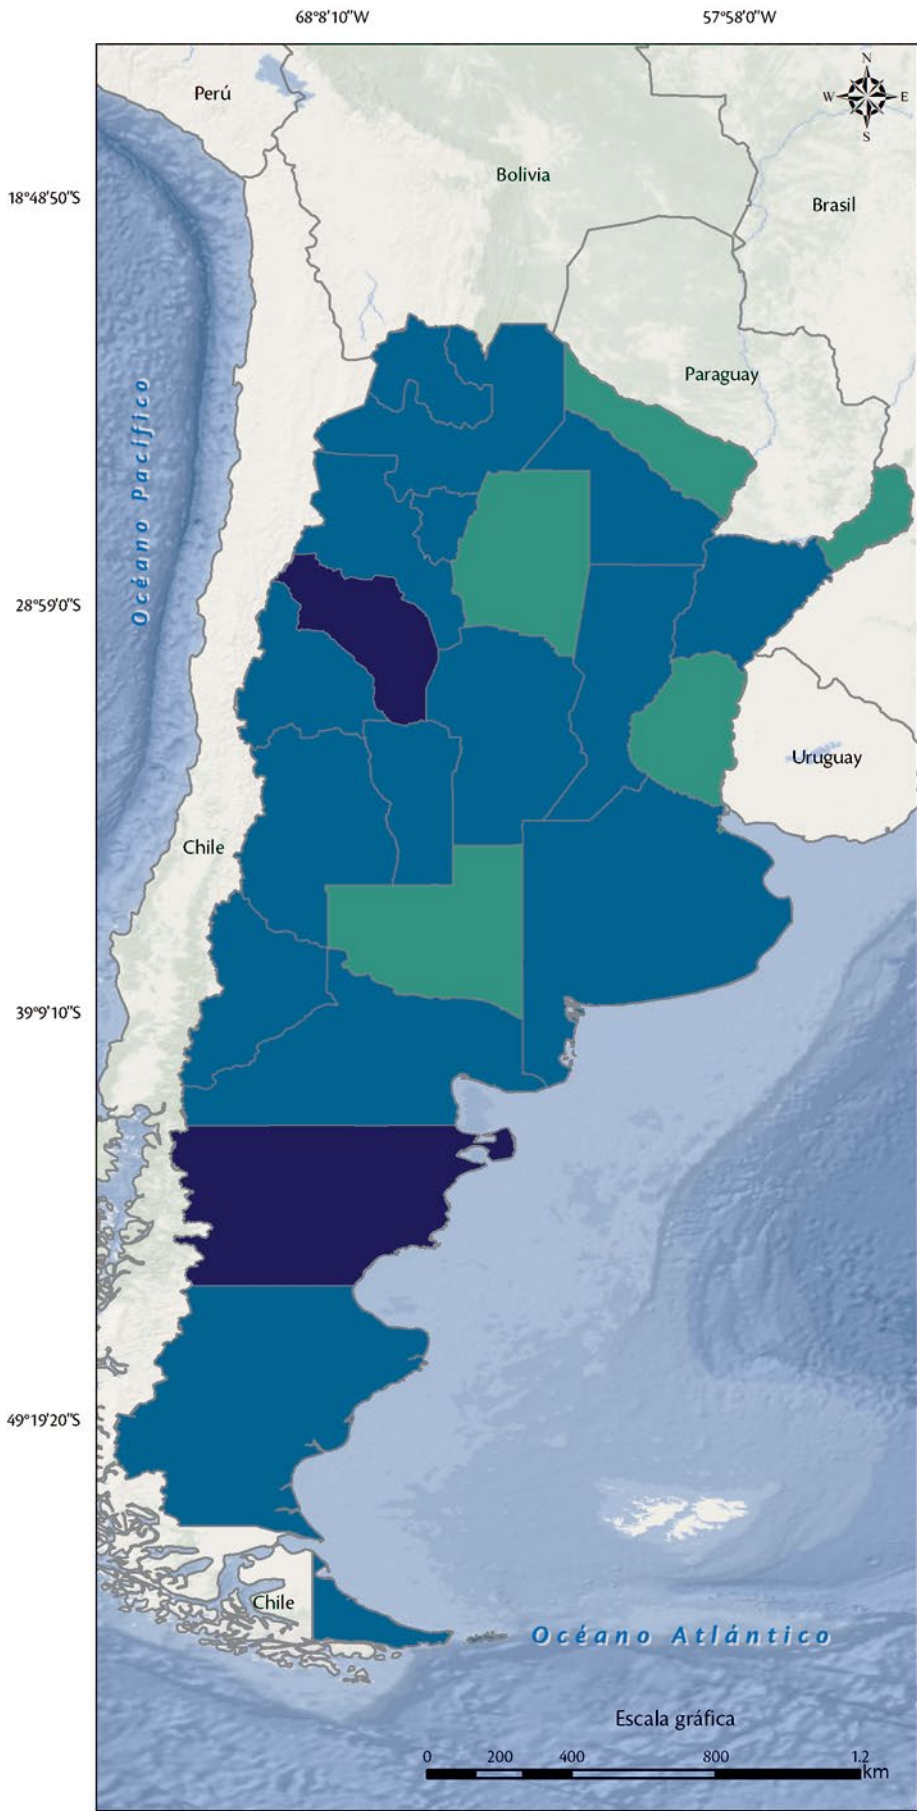 68°8'10"W
57°58'0"W
N
W
E
S
Perú
Bolivia
Brasil
18°48'50"S
Paraguay
Océano Pacífico
28°59'0"S
Uruguay
Chile
39°9'10"S
49°19'20"S
Chile
Océano Atlántico
Escala gráfica
0 200 400 800 1.2
km